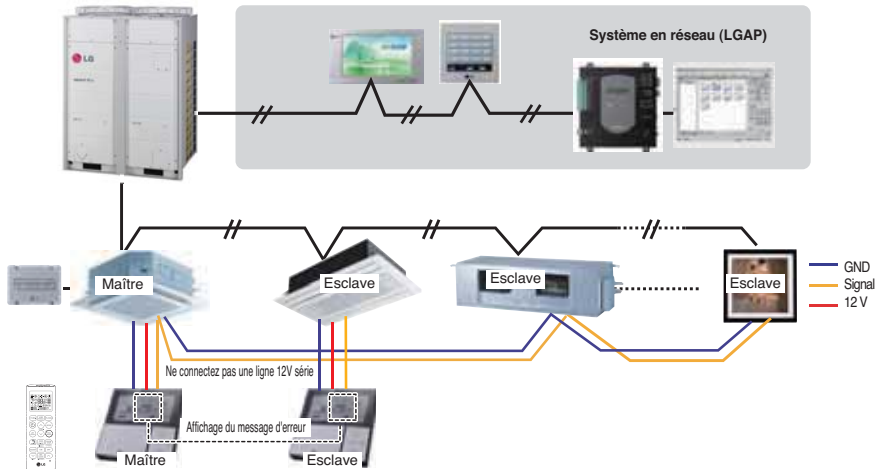 Système en réseau (LGAP)
LG
Maître
Esclave
Esclave
Esclave
GND
Signal
12 V
Ne connectez pas une ligne 12V série
Affichage du message d'erreur
Maître
Esclave
LG